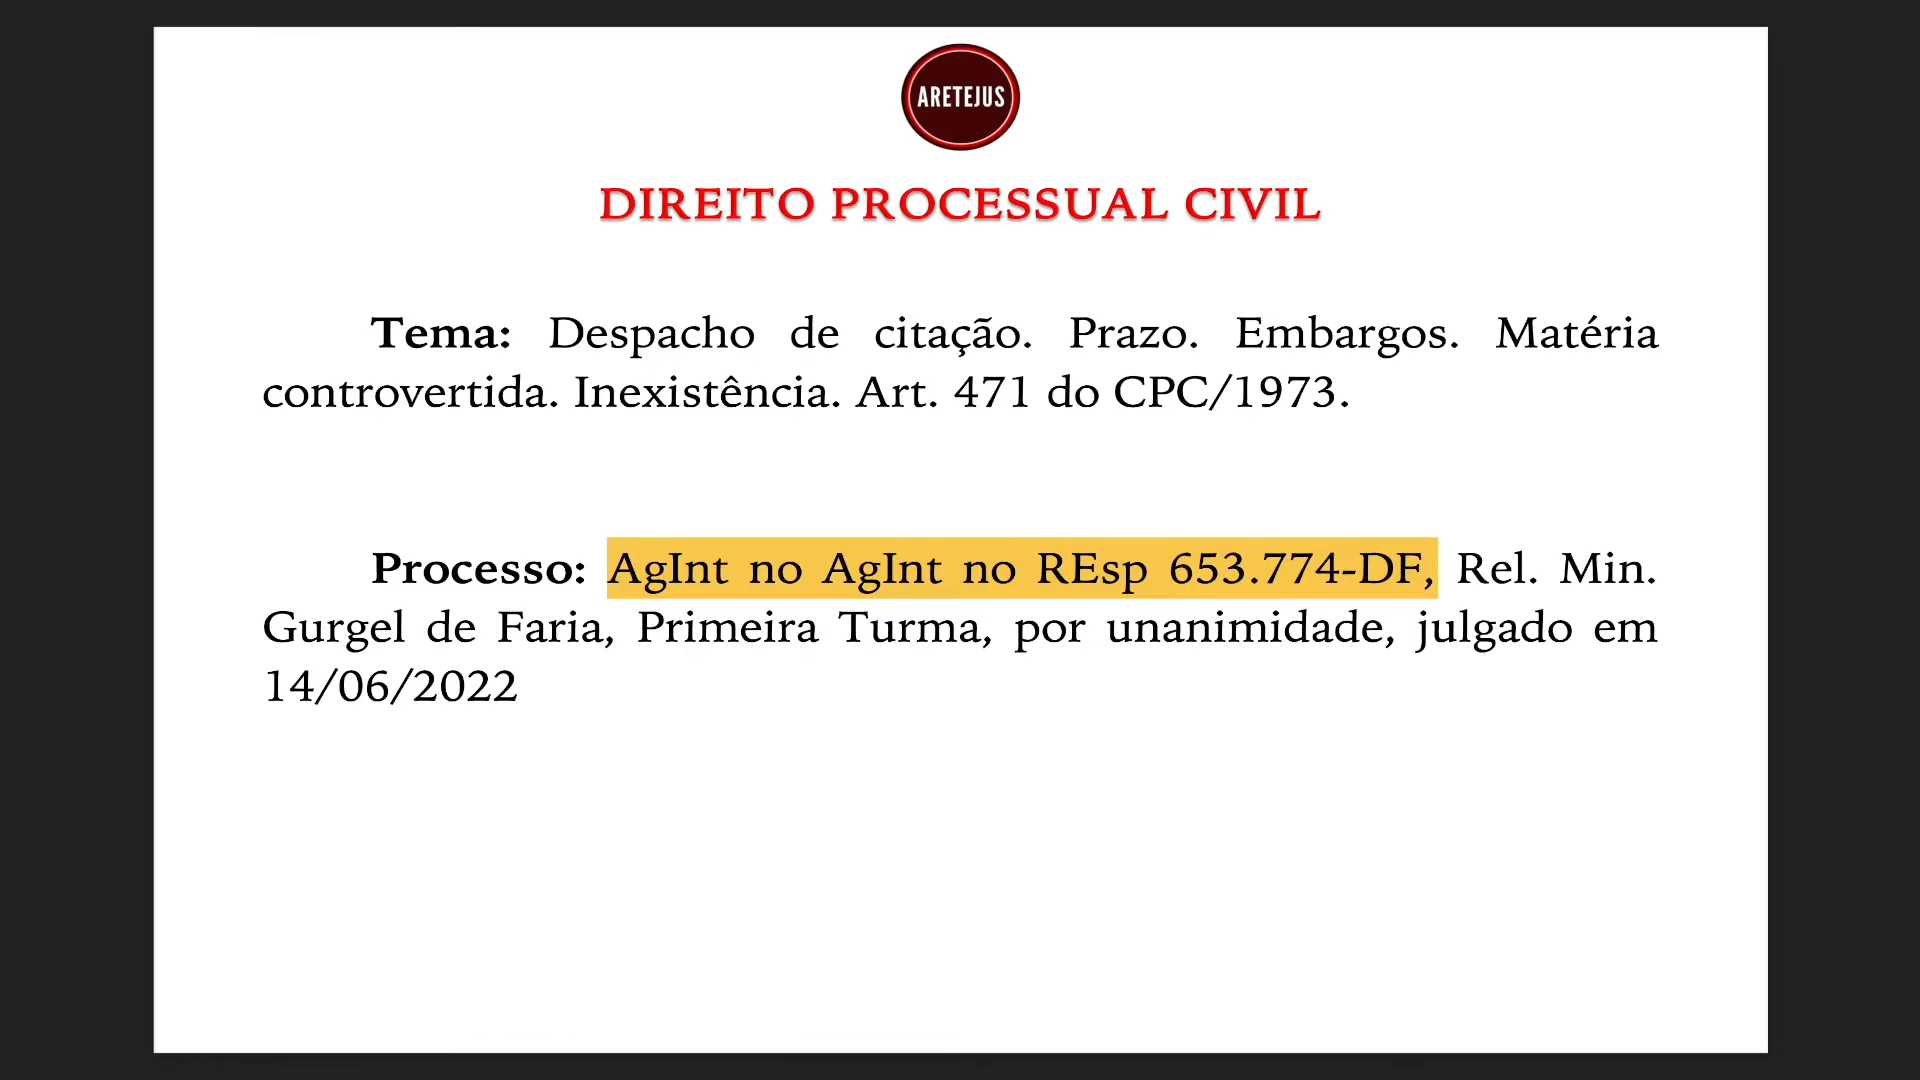 ARETEJUS
DIREITO PROCESSUAL CIVIL
Tema: Despacho de citação. Prazo. Embargos. Matéria
controvertida. Inexistência. Art. 471 do CPC/1973.
Processo: AgInt no AgInt no REsp 653.774-DF, Rel. Min.
Gurgel de Faria, Primeira Turma, por unanimidade, julgado em
14/06/2022